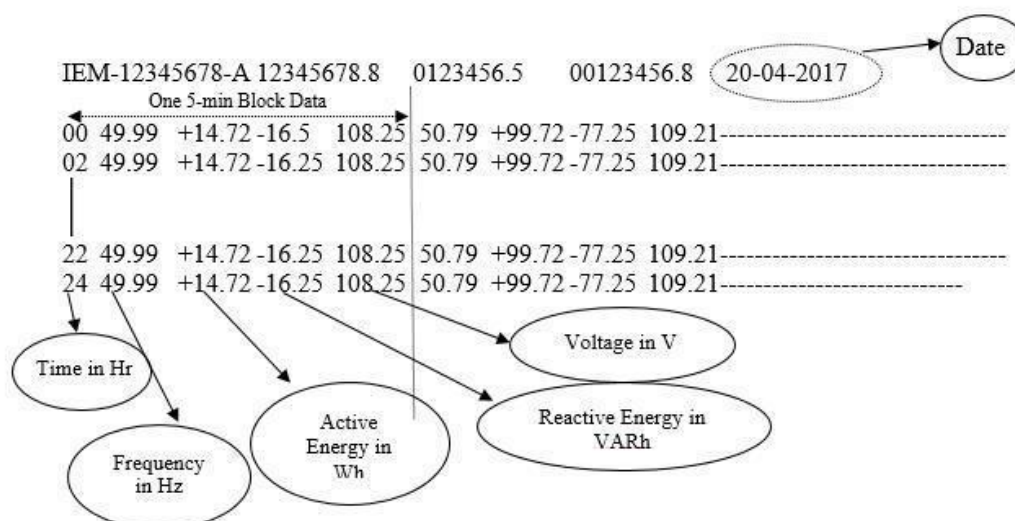 Date
IEM-12345678-A 12345678.8 0123456.5 00123456.8 20-04-2017
One 5-min Block Data
00 49.99 +14.72 -16.5 108.25 50.79 +99.72 -77.25 109.21------------------------------
02 49.99 +14.72 -16.25 108.25 50.79 +99.72 -77.25 109.21------------------------------
22 49.99 +14.72 -16.25 108.25 50.79 +99.72 -77.25 109.21------------------------------
24 49.99 +14.72 -16.25 108.25 50.79 +99.72 -77.25 109.21-------------------------
Voltage in V
Time in Hr
Reactive Energy in
VARh
Active
Energy in
Wh
Frequency
in Hz